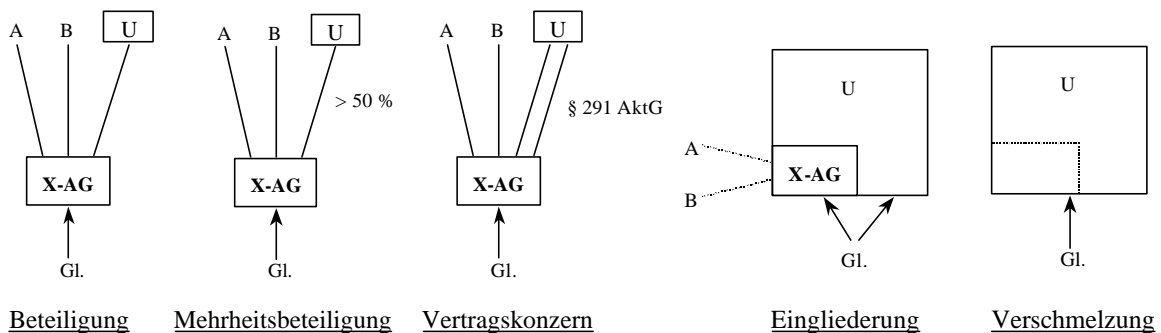 A B U
X-AG
Gl.
Beteiligung
A B U
> 50 %
X-AG
Gl.
Mehrheitsbeteiligung
A B U
§ 291 AktG
X-AG
Gl.
Vertragskonzern
U
A
X-AG
B
Gl.
Eingliederung
U
Gl.
Verschmelzung